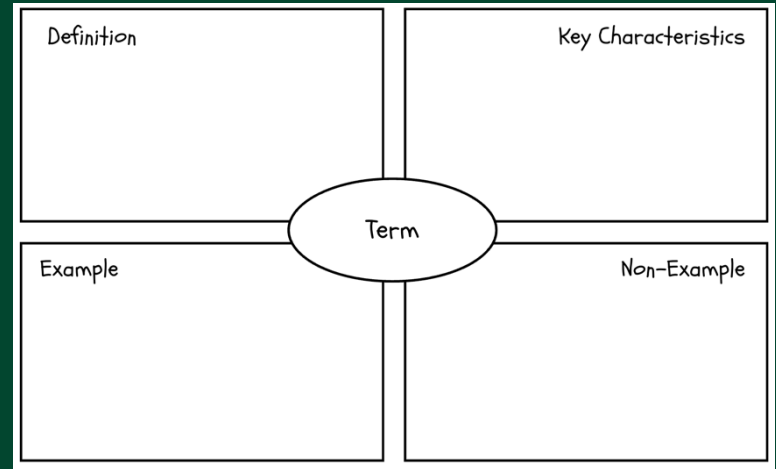 Definition
Key Characteristics
Term
Example
Non-Example